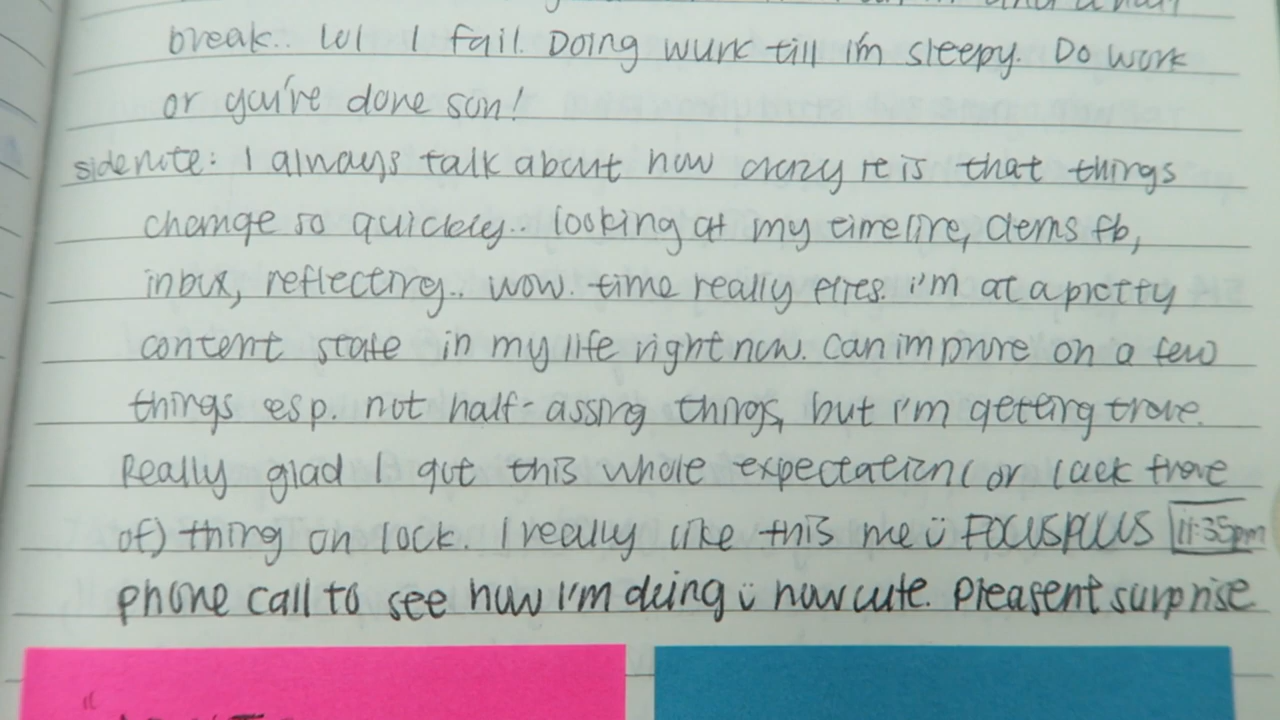 break.. lol I fail. Doing wurk till i'm sleepy. Do work
or you're done son!
side note: I always talk about how crazy it is that things
change so quickly.. looking at my timeline, dems fb,
inbox, reflecting.. wow. time really flies. i'm at a pretty
content state in my life right now. Can improve on a few
things esp. not half-assing things, but i'm getting there.
Really glad I got this whole expectation (or lack there
of) thing on lock. I really like this me ü FOCUSPLUS 11:35pm
phone call to see how I'm doing ü how cute. Pleasent surprise